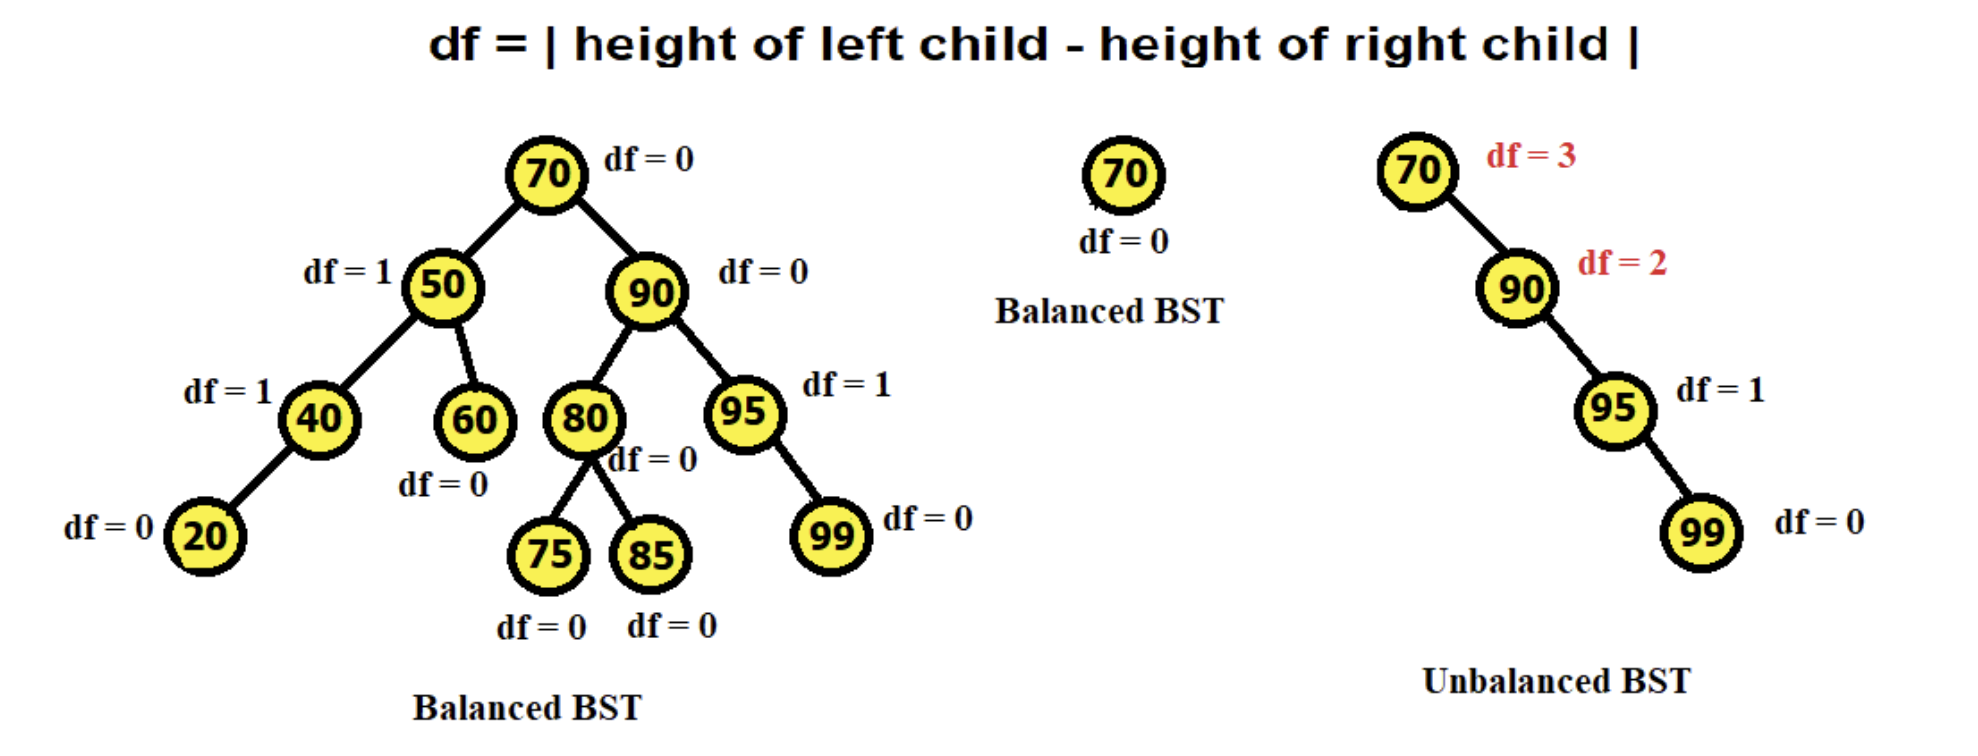 df = | height of left child - height of right child |
70 df = 0
df = 1 50
90 df = 0
df = 1 40
60
df = 0
80
df = 0
95 df = 1
df = 0 20
75
df = 0
85
df = 0
99 df = 0
Balanced BST
70
df = 0
Balanced BST
70 df = 3
90 df = 2
95 df = 1
99 df = 0
Unbalanced BST